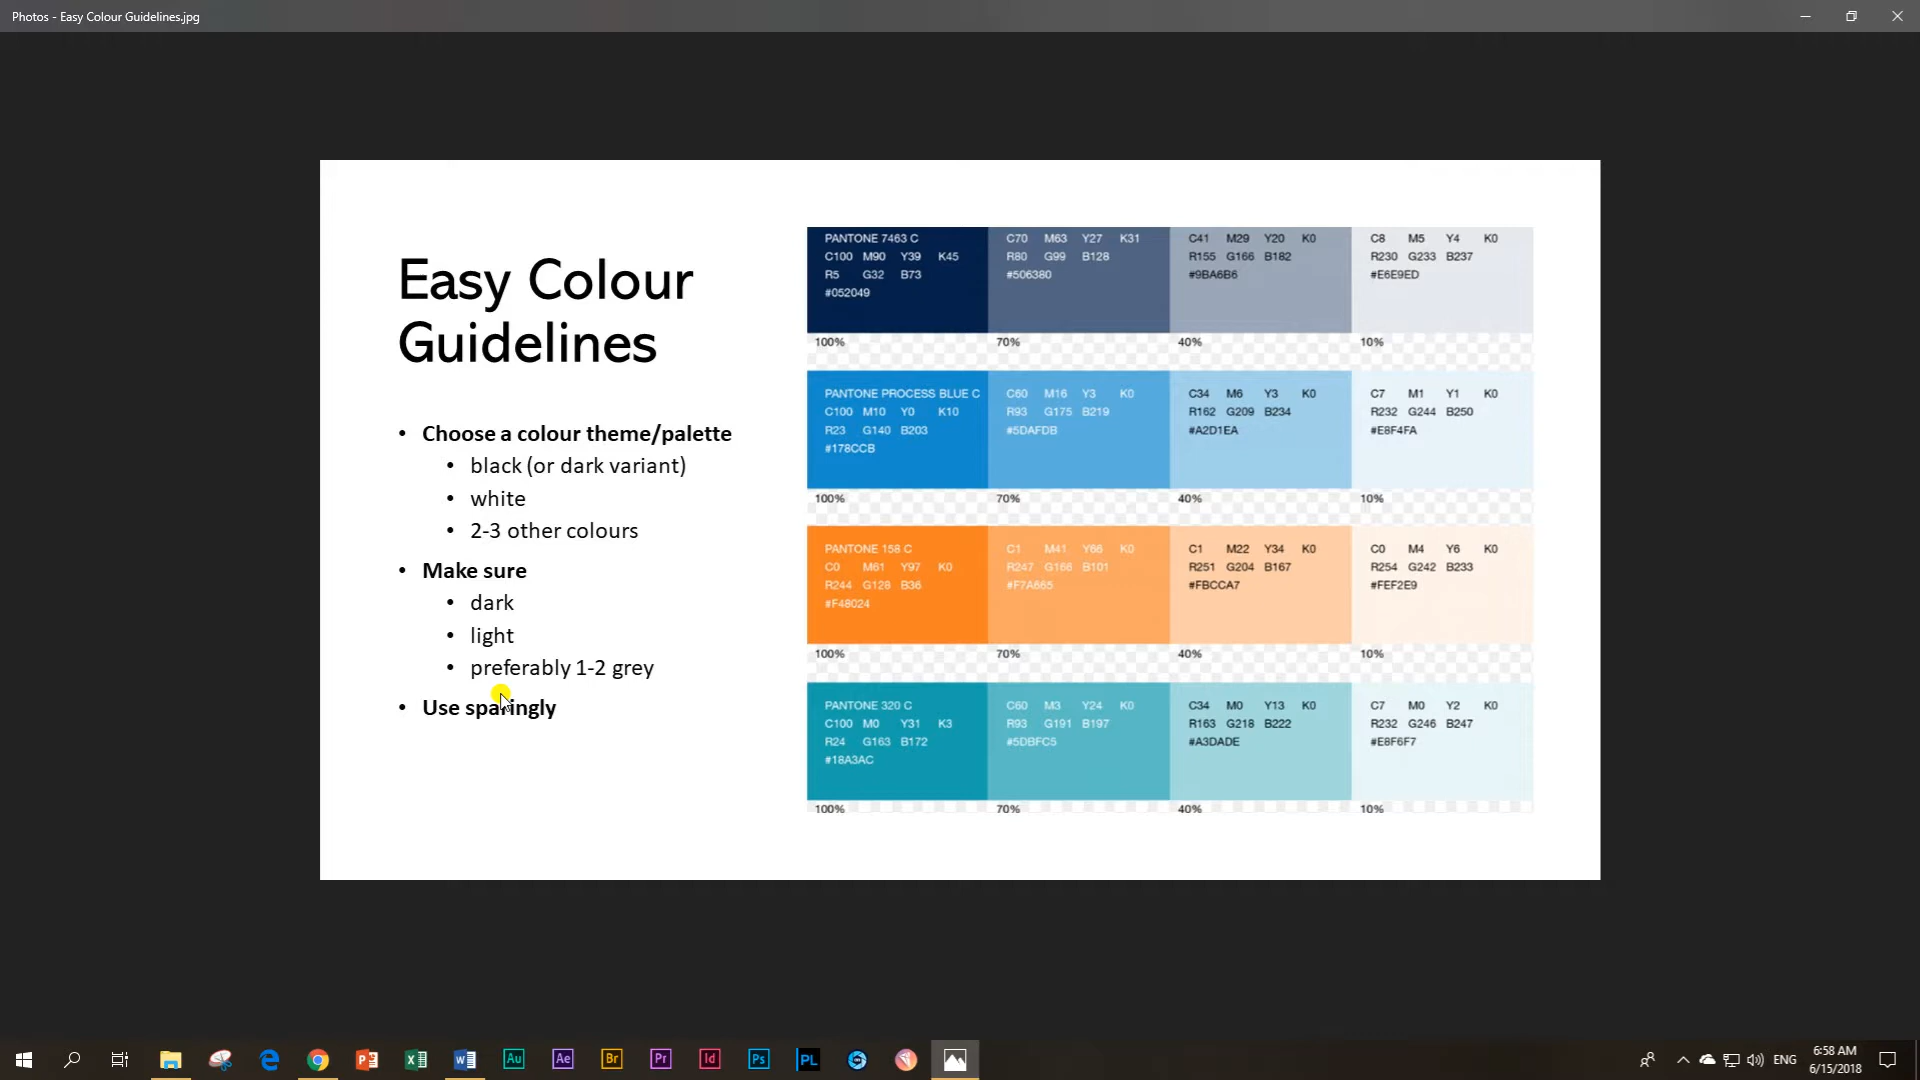 Photos - Easy Colour Guidelines.jpg
Easy Colour
Guidelines
• Choose a colour theme/palette
• black (or dark variant)
• white
• 2-3 other colours
• Make sure
• dark
• light
• preferably 1-2 grey
• Use sparingly
PANTONE 7463 C
C100 M90 Y39 K45
R5 G32 B73
#052049
100%
C70 M63 Y27 K31
R80 G99 B128
#506380
70%
C41 M29 Y20 K0
R155 G166 B182
#9BA6B6
40%
C8 M5 Y4 K0
R230 G233 B237
#E6E9ED
10%
PANTONE PROCESS BLUE C
C100 M10 Y0 K10
R23 G140 B203
#178CCB
100%
C60 M16 Y3 K0
R93 G175 B219
#5DAFDB
70%
C34 M6 Y3 K0
R162 G209 B234
#A2D1EA
40%
C7 M1 Y1 K0
R232 G244 B250
#E8F4FA
10%
PANTONE 158 C
C0 M61 Y97 K0
R244 G128 B36
#F48024
100%
C1 M41 Y66 K0
R247 G166 B101
#F7A665
70%
C1 M22 Y34 K0
R251 G204 B167
#FBCCA7
40%
C0 M4 Y6 K0
R254 G242 B233
#FEF2E9
10%
PANTONE 320 C
C100 M0 Y31 K3
R24 G163 B172
#18A3AC
100%
C60 M3 Y24 K0
R93 G191 B197
#5DBFC5
70%
C34 M0 Y13 K0
R163 G218 B222
#A3DADE
40%
C7 M0 Y2 K0
R232 G246 B247
#E8F6F7
10%
Au
Ae
Br
Pr
Id
Ps
PL
ENG
6:58 AM
6/15/2018